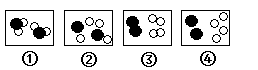 ① ② ③ ④